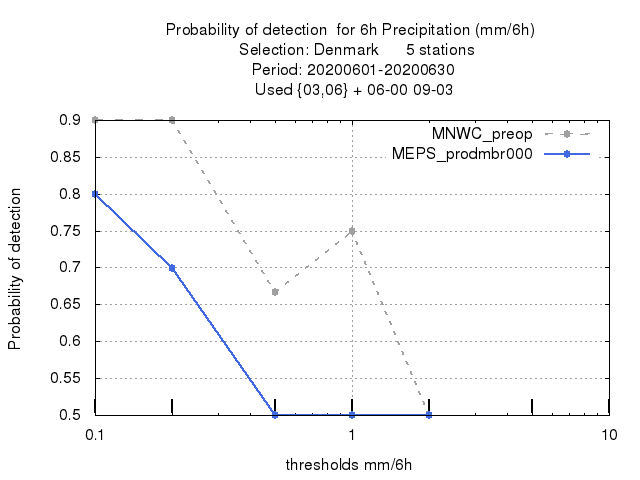 Probability of detection  for 6h Precipitation (mm/6h)
Selection: Denmark      5 stations
Period: 20200601-20200630
Used {03,06} + 06-00 09-03
MNWC_preop
MEPS_prodmbr000
0.9
0.85
0.8
0.75
0.7
0.65
0.6
0.55
0.5
Probability of detection
0.1 1 10
thresholds mm/6h